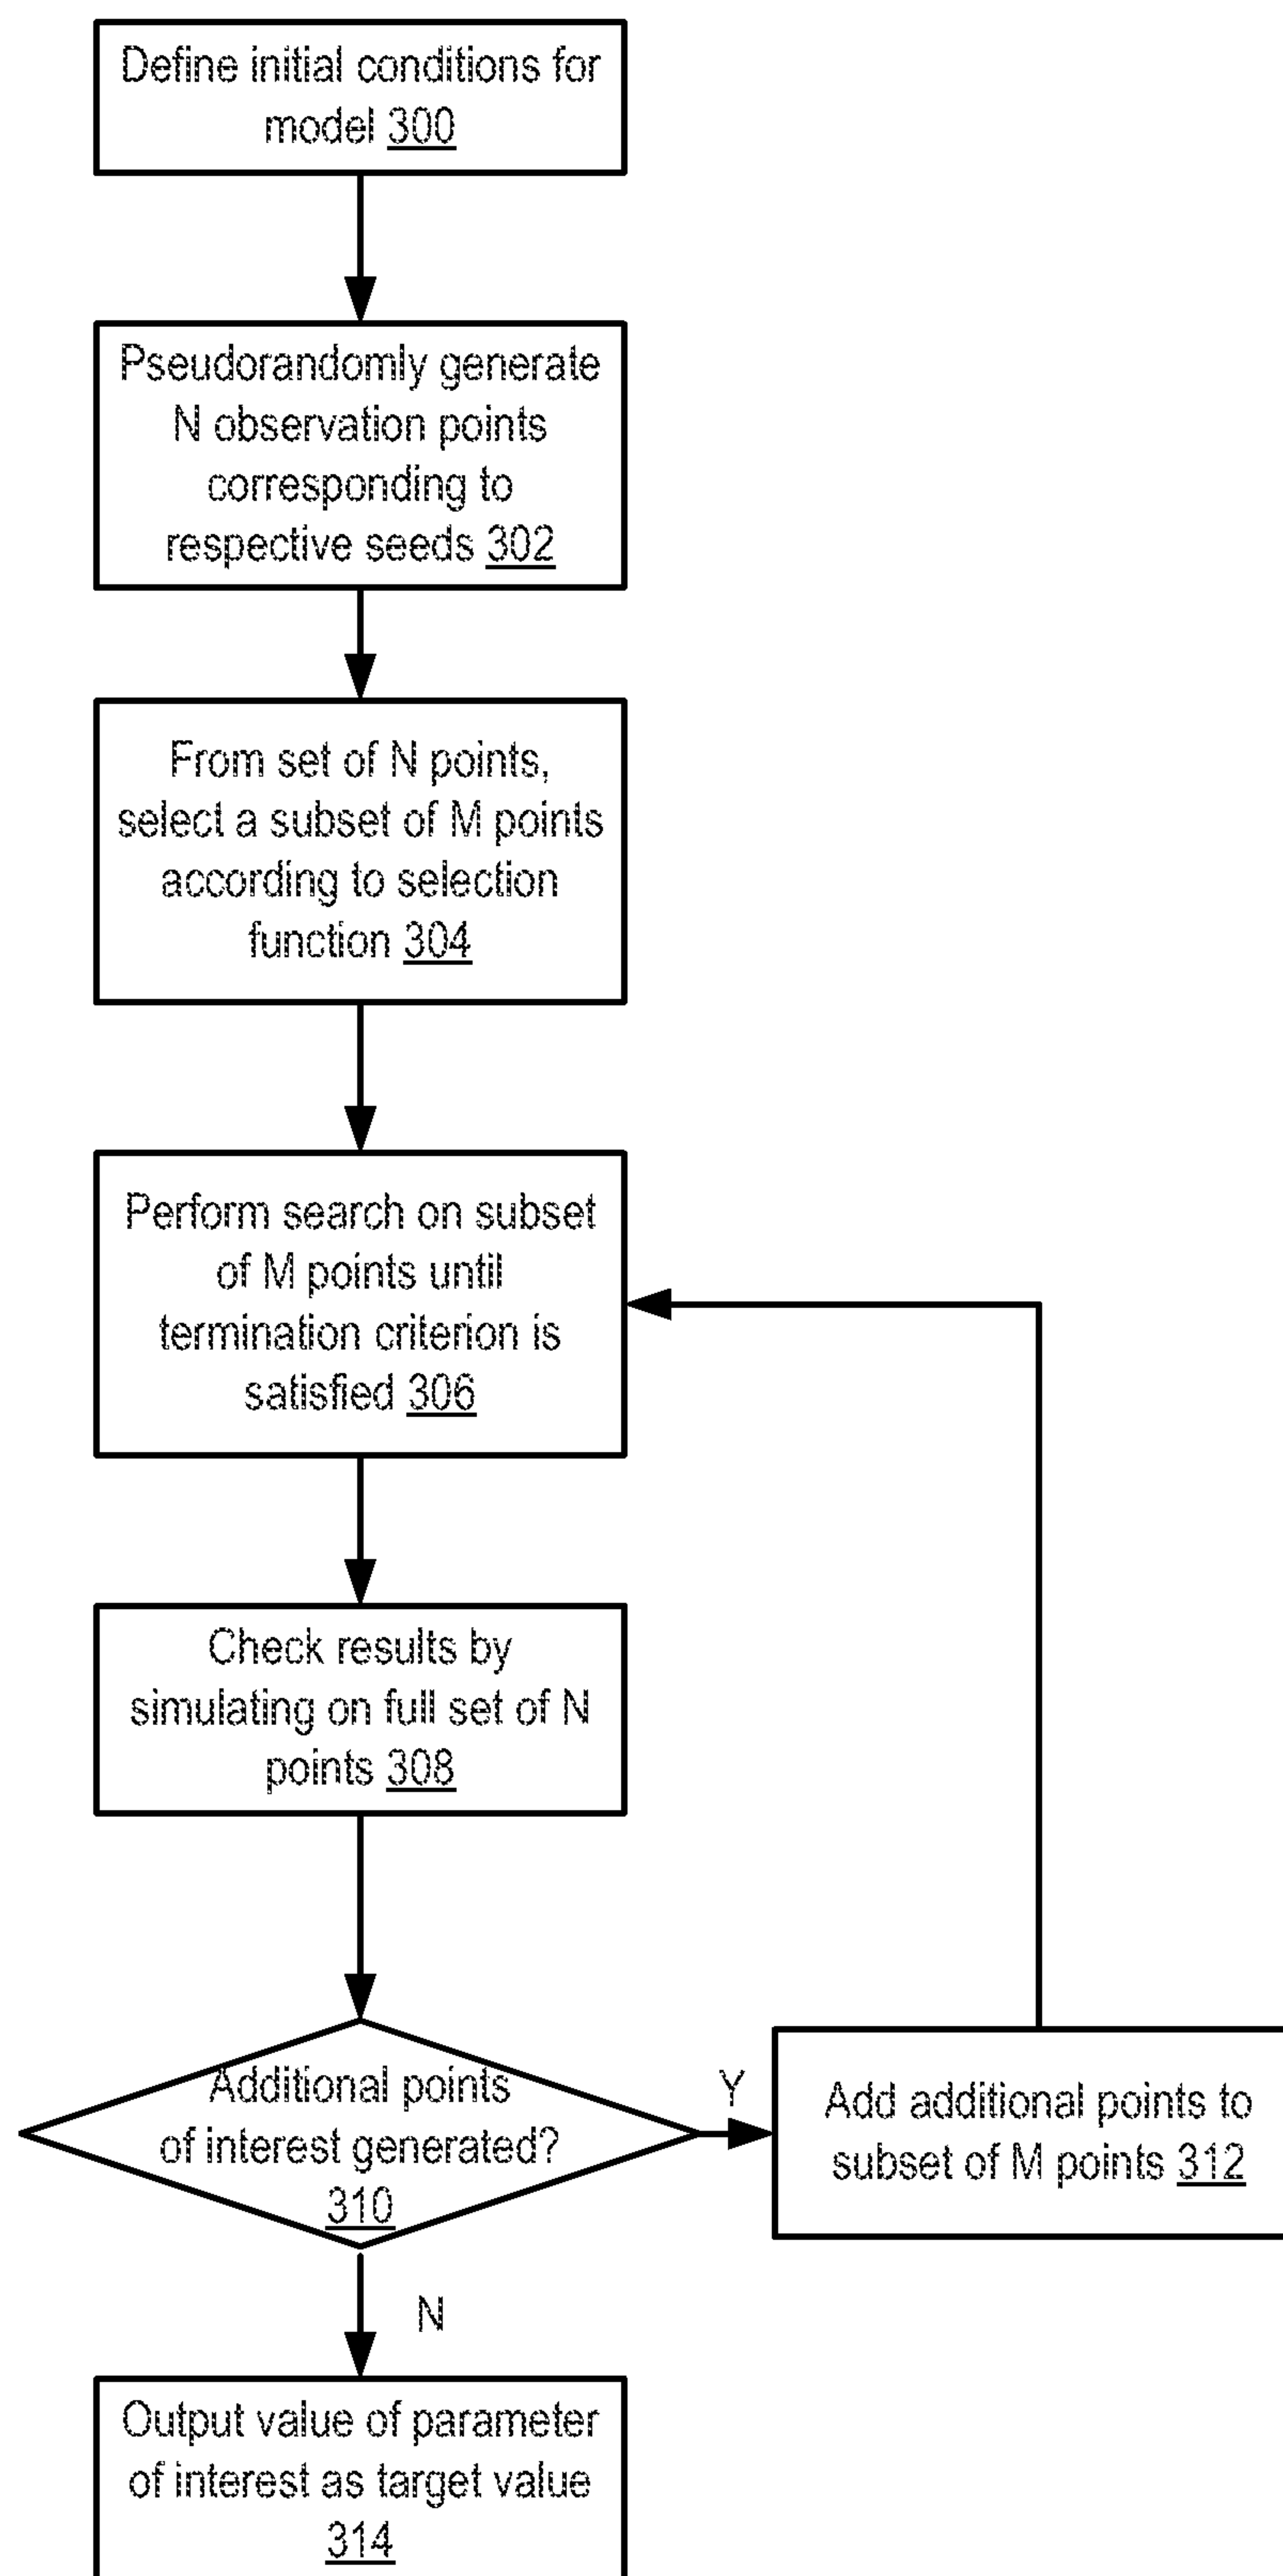 Define initial conditions for
model 300
Pseudorandomly generate
N observation points
corresponding to
respective seeds 302
From set of N points,
select a subset of M points
according to selection
function 304
Perform search on subset
of M points until
termination criterion is
satisfied 306
Check results by
simulating on full set of N
points 308
Additional points
of interest generated?
310
Y
Add additional points to
subset of M points 312
N
Output value of parameter
of interest as target value
314